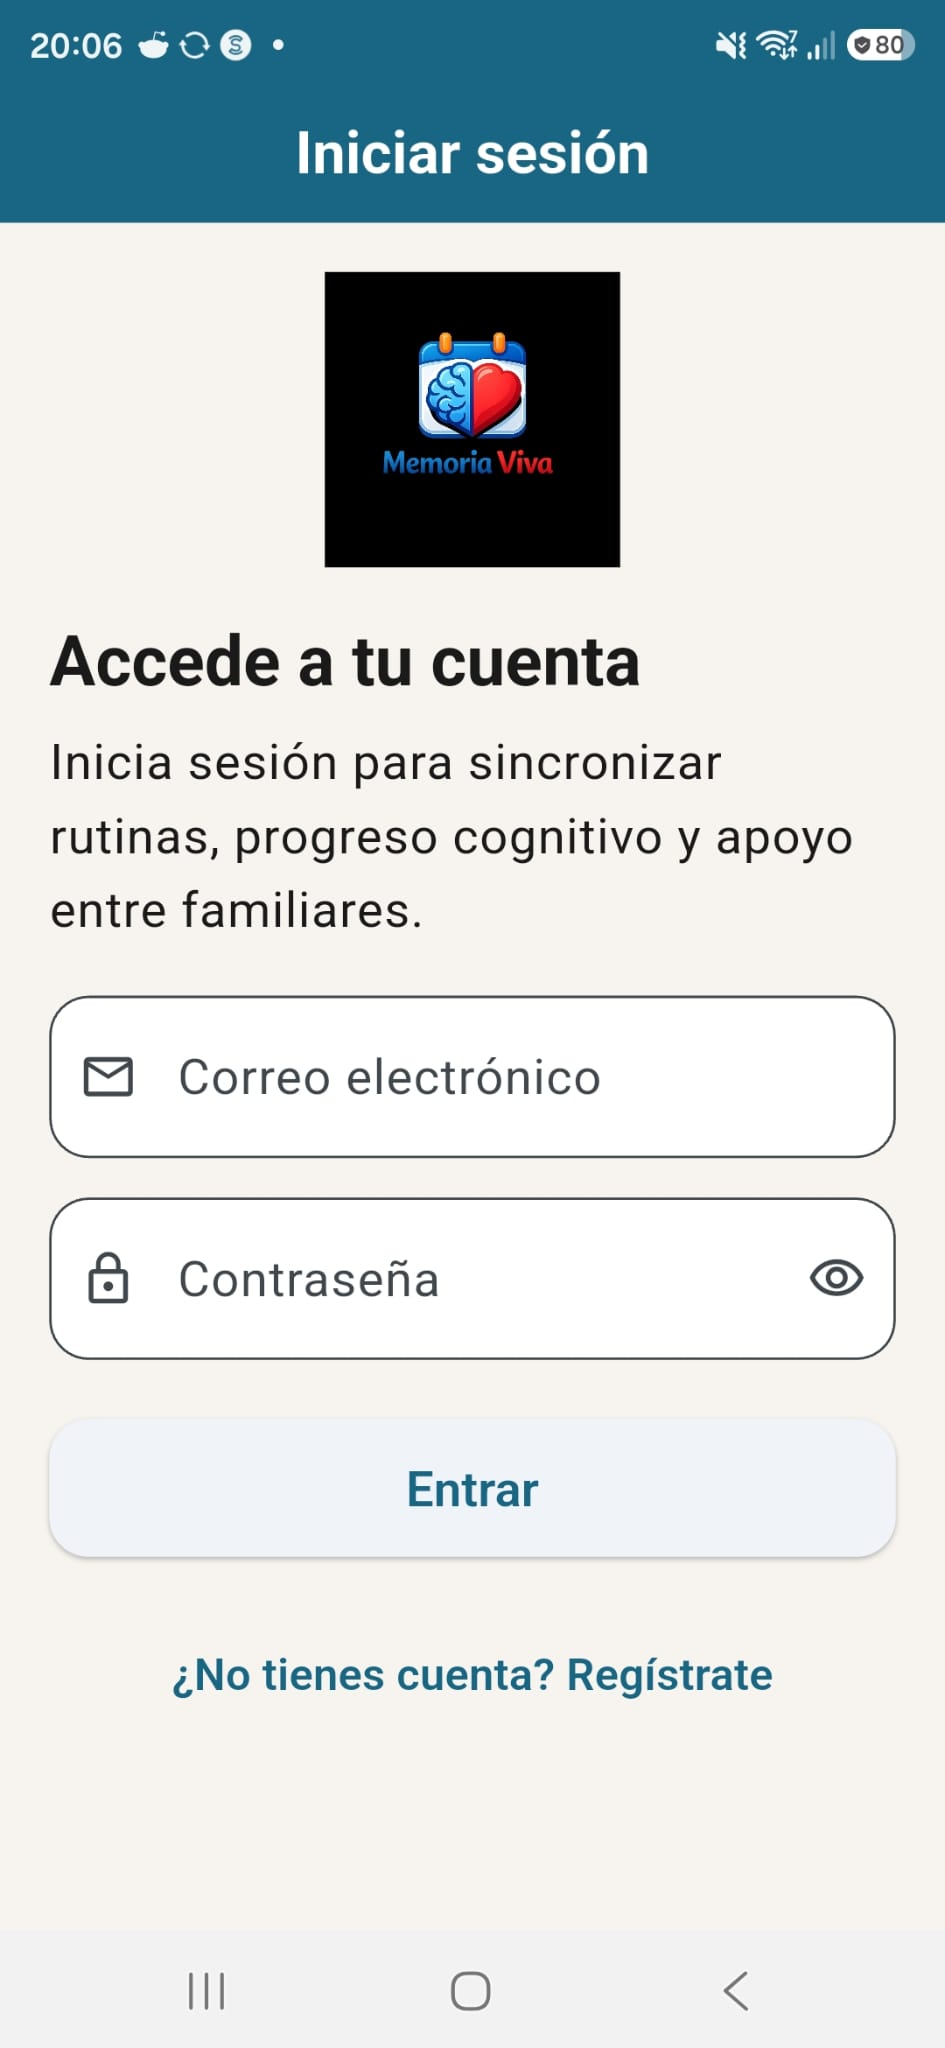 20:06
80
Iniciar sesión
Memoria Viva
Accede a tu cuenta
Inicia sesión para sincronizar
rutinas, progreso cognitivo y apoyo
entre familiares.
Correo electrónico
Contraseña
Entrar
¿No tienes cuenta? Regístrate